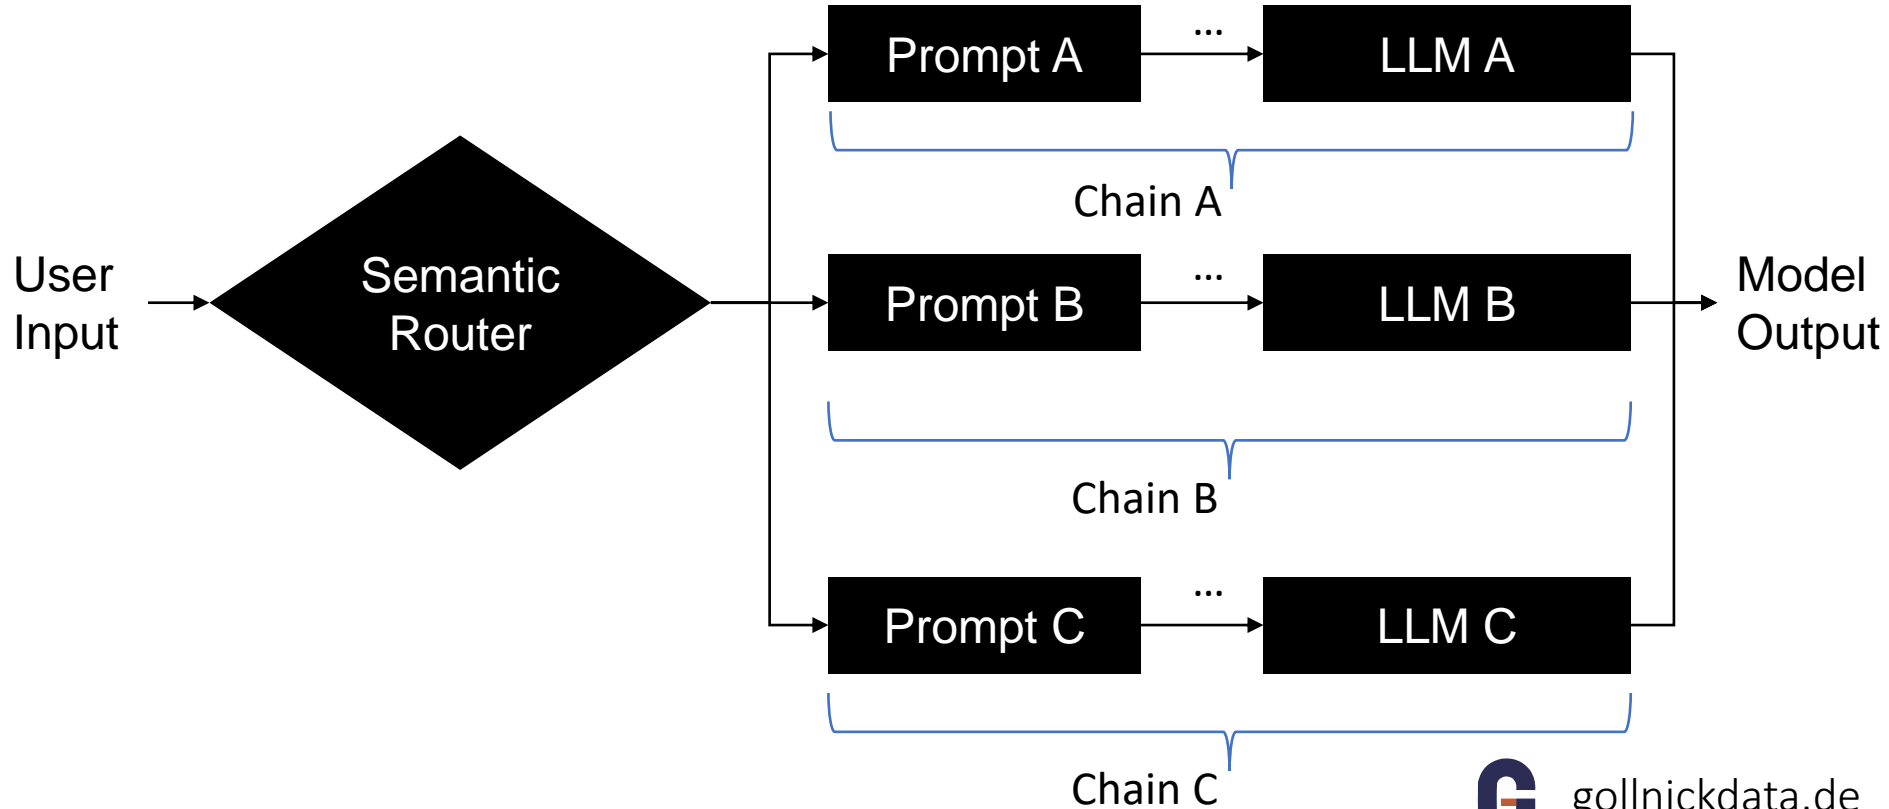 ...
Prompt A
LLM A
Chain A
User
Input
Semantic
Router
...
Prompt B
LLM B
Model
Output
Chain B
...
Prompt C
LLM C
Chain C
gollnickdata.de